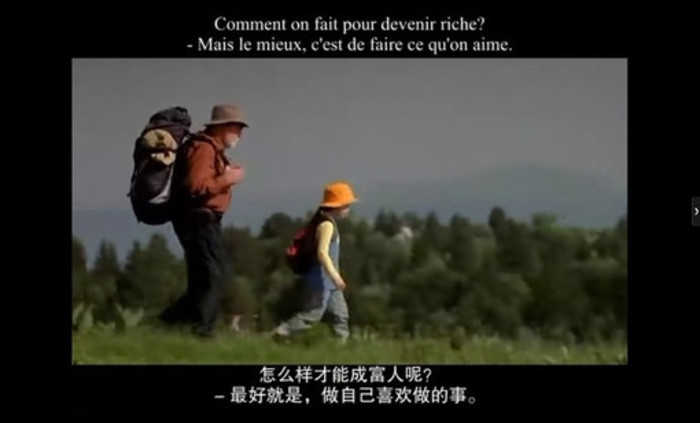 Comment on fait pour devenir riche?
- Mais le mieux, c'est de faire ce qu'on aime.
怎么样才能成富人呢?
- 最好就是，做自己喜欢做的事。